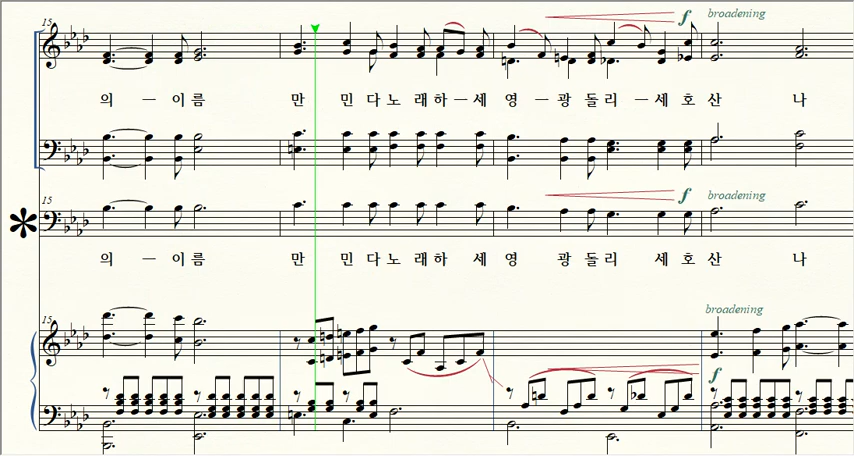 15 broadening
의 — 이 름 만 민 다 노 래 하 — 세 영 — 광 돌 리 — 세 호 산 나
15 broadening
의 — 이 름 만 민 다 노 래 하 세 영 광 돌 리 세 호 산 나
15 broadening